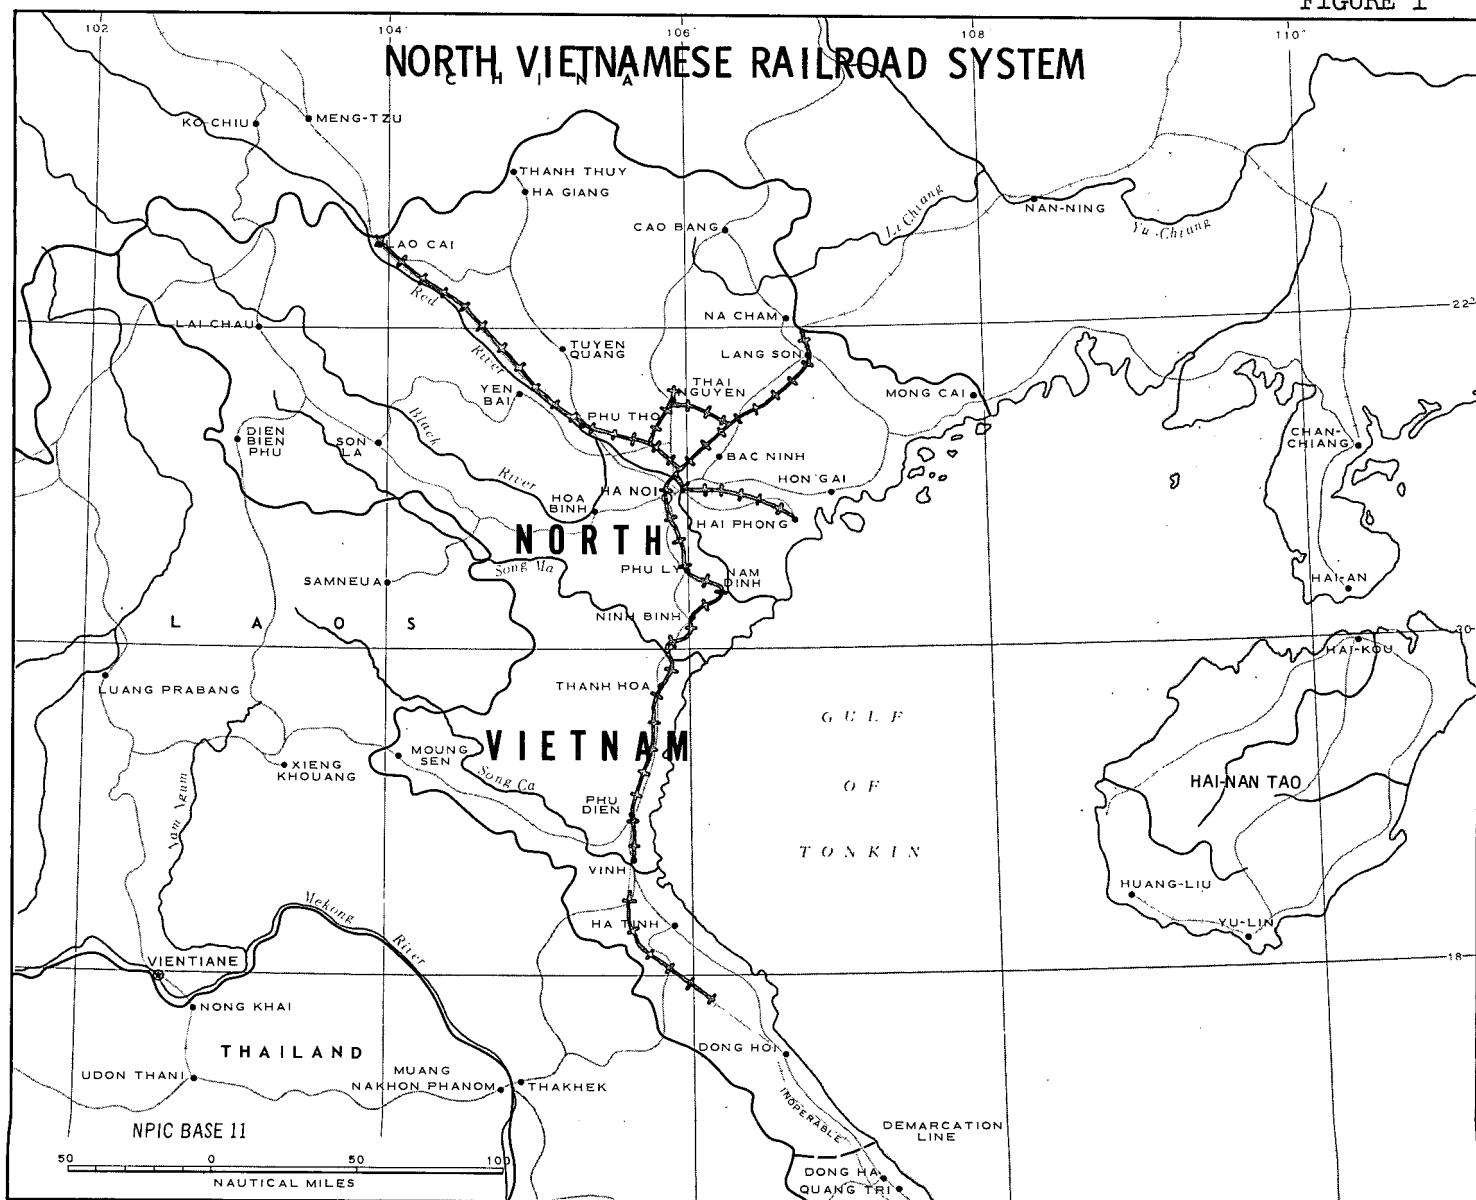 FIGURE 1
102
104°
106°
108°
110°
NORTH VIETNAMESE RAILROAD SYSTEM
C H I N A
KO-CHIU
MENG-TZU
THANH THUY
HA GIANG
CAO BANG
Li Chiang
NAN-NING
Yu-Chiang
LAO CAI
Red
River
22°
LAI CHAU
NA CHAM
TUYEN
QUANG
LANG SON
YEN
BAI
THAI
NGUYEN
MONG CAI
PHU THO
Black
River
DIEN
BIEN
PHU
SON
LA
CHAN-
CHIANG
BAC NINH
HON GAI
HOA
BINH
HA NOI
HAI PHONG
NORTH
Song Ma
PHU LY
NAM
DINH
SAMNEUA
HAI-AN
NINH BINH
L A O S
20
HAI-KOU
LUANG PRABANG
THANH HOA
GULF
OF
TONKIN
MOUNG
SEN
VIETNAM
XIENG
KHOUANG
Song Ca
HAI-NAN TAO
PHU
DIEN
Nam Ngum
VINH
HUANG-LIU
YU-LIN
Mekong
River
HA TINH
VIENTIANE
18
NONG KHAI
DONG HOI
THAILAND
UDON THANI
MUANG
NAKHON PHANOM
THAKHEK
INOPERABLE
DEMARCATION
LINE
NPIC BASE 11
50 0 50 100
NAUTICAL MILES
DONG HA
QUANG TRI